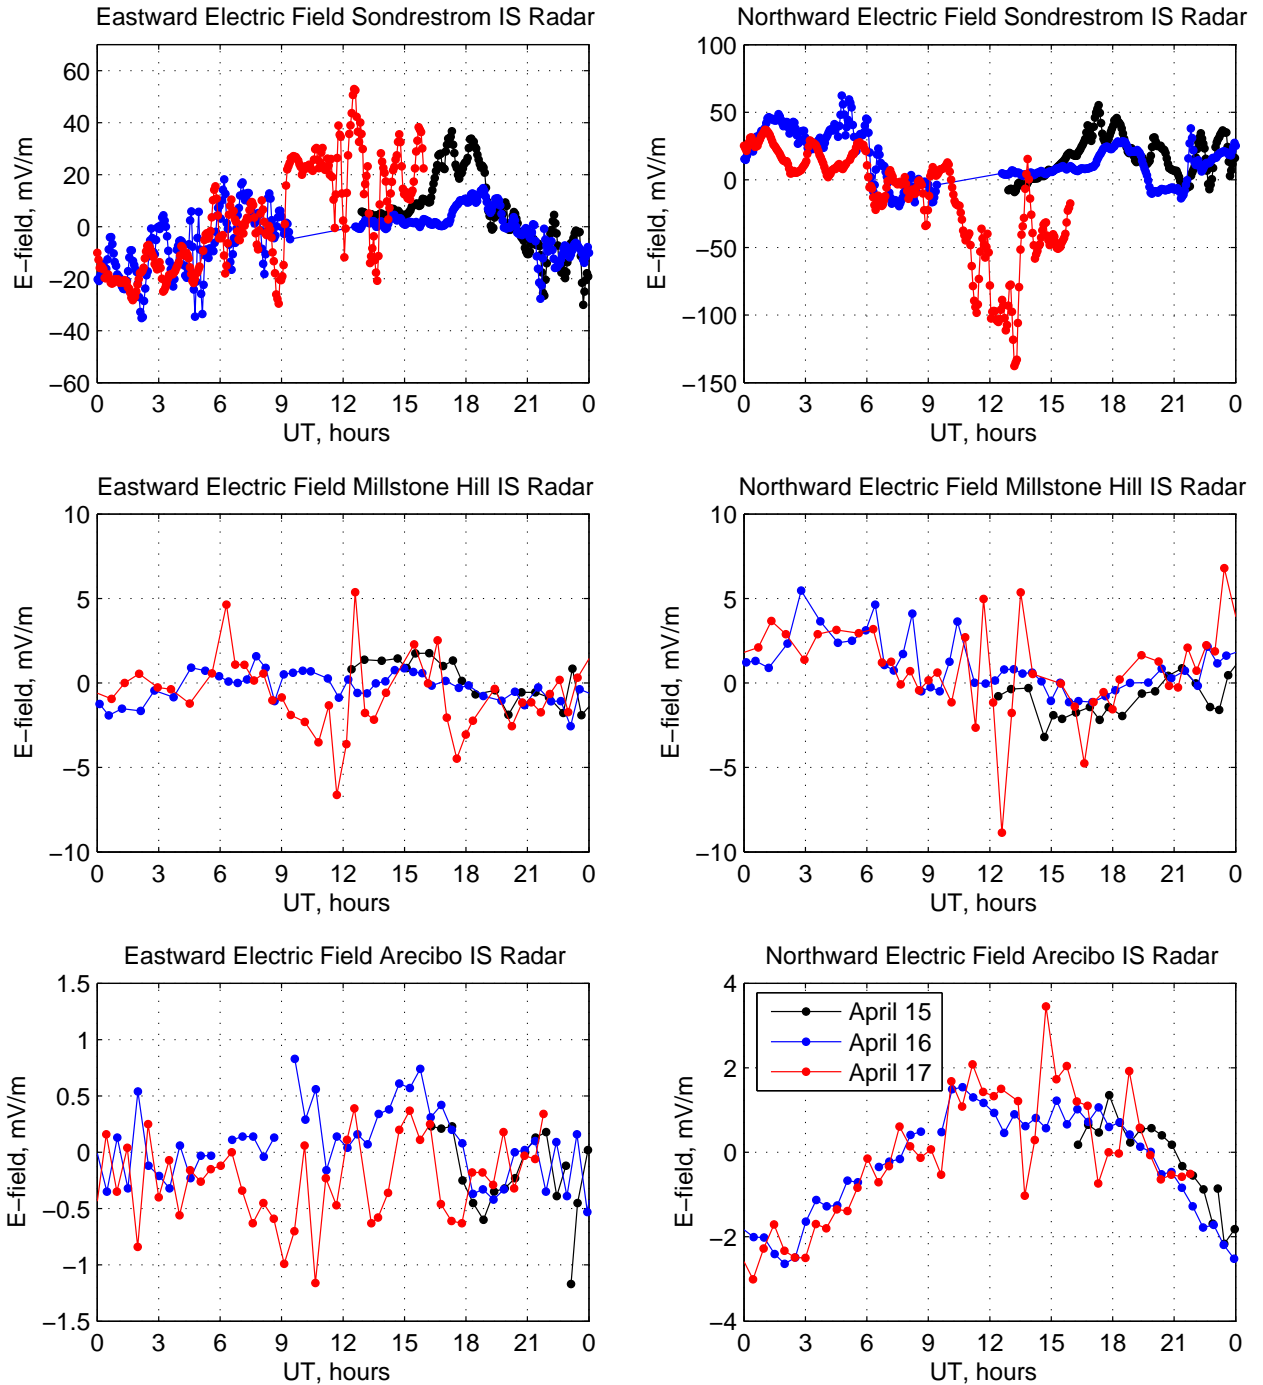 Eastward Electric Field Sondrestrom IS Radar
60
40
20
0
−20
−40
−60
E−field, mV/m
0 3 6 9 12 15 18 21 0
UT, hours
Northward Electric Field Sondrestrom IS Radar
100
50
0
−50
−100
−150
E−field, mV/m
0 3 6 9 12 15 18 21 0
UT, hours
Eastward Electric Field Millstone Hill IS Radar
10
5
0
−5
−10
E−field, mV/m
0 3 6 9 12 15 18 21 0
UT, hours
Northward Electric Field Millstone Hill IS Radar
10
5
0
−5
−10
E−field, mV/m
0 3 6 9 12 15 18 21 0
UT, hours
Eastward Electric Field Arecibo IS Radar
1.5
1
0.5
0
−0.5
−1
−1.5
E−field, mV/m
0 3 6 9 12 15 18 21 0
UT, hours
Northward Electric Field Arecibo IS Radar
4
2
0
−2
−4
E−field, mV/m
April 15
April 16
April 17
0 3 6 9 12 15 18 21 0
UT, hours